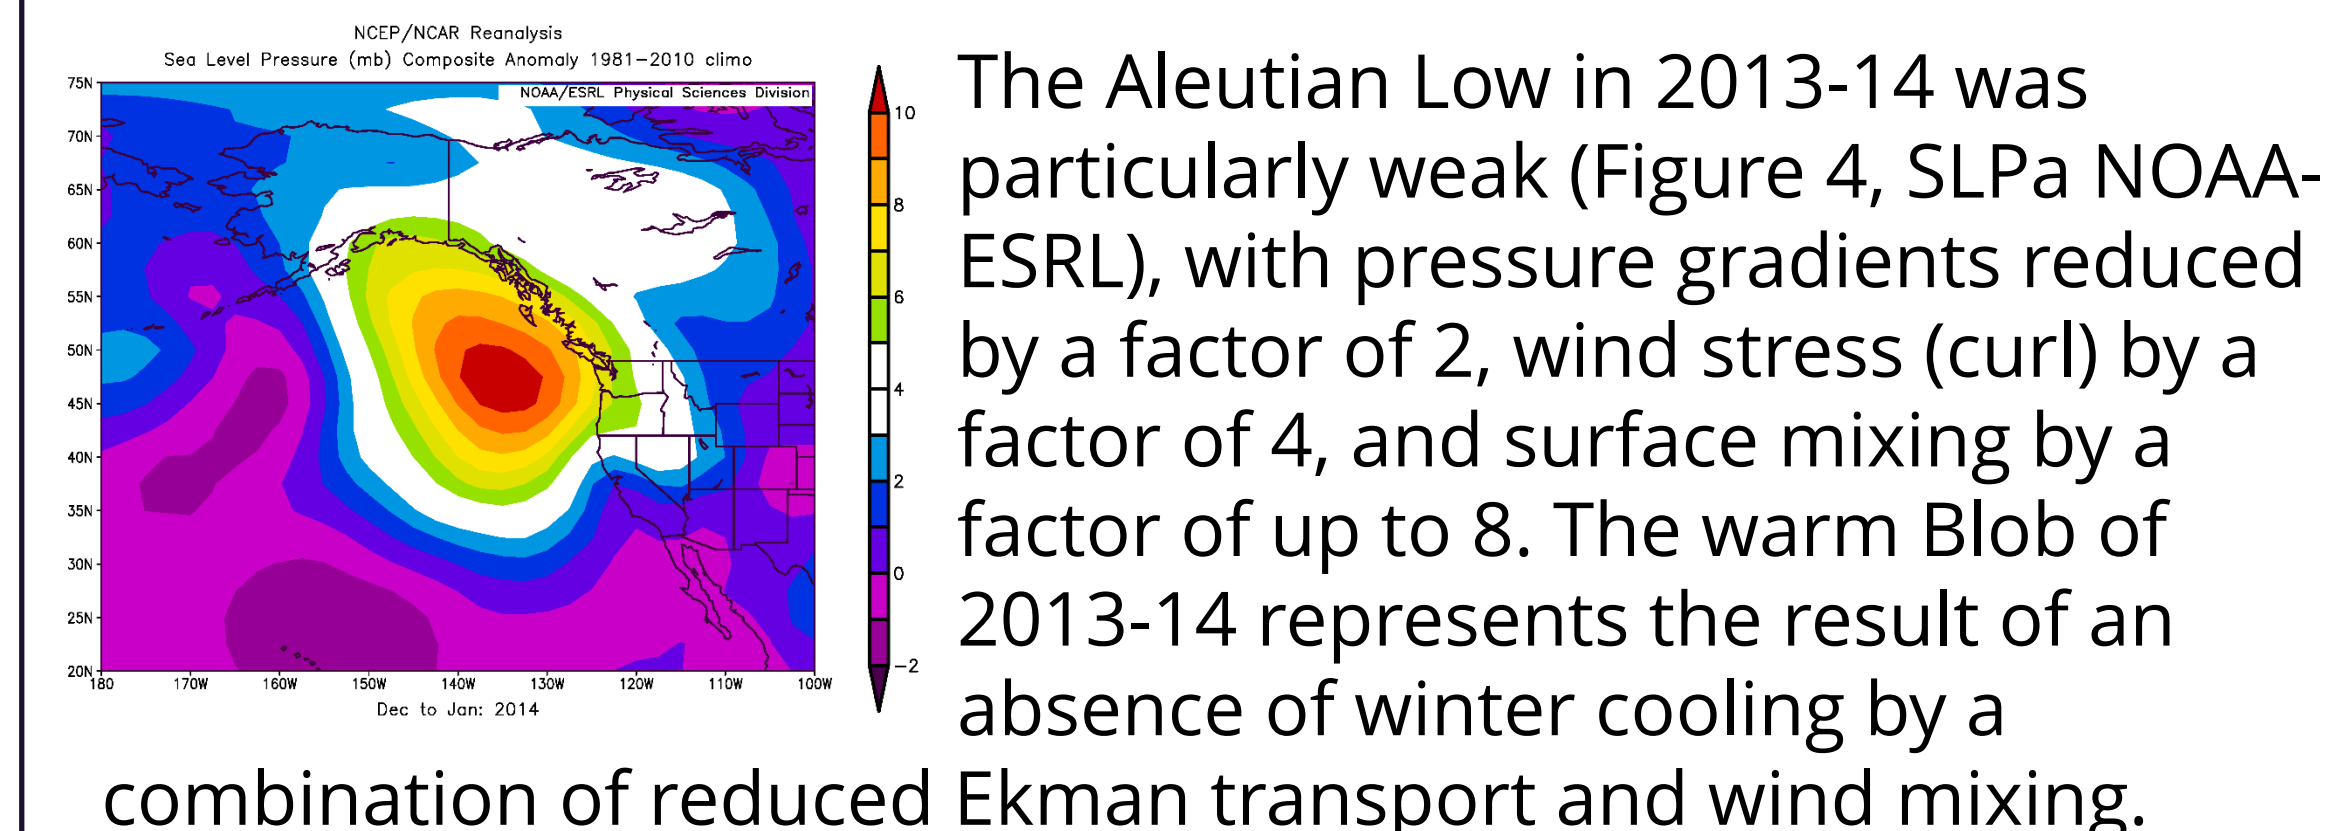 NCEP/NCAR Reanalysis
Sea Level Pressure (mb) Composite Anomaly 1981-2010 climo
NOAA/ESRL Physical Sciences Division
75N
70N
65N
60N
55N
50N
45N
40N
35N
30N
25N
20N
180 170W 160W 150W 140W 130W 120W 110W 100W
Dec to Jan: 2014
10
8
6
4
2
0
-2
The Aleutian Low in 2013-14 was
particularly weak (Figure 4, SLPa NOAA-
ESRL), with pressure gradients reduced
by a factor of 2, wind stress (curl) by a
factor of 4, and surface mixing by a
factor of up to 8. The warm Blob of
2013-14 represents the result of an
absence of winter cooling by a
combination of reduced Ekman transport and wind mixing.